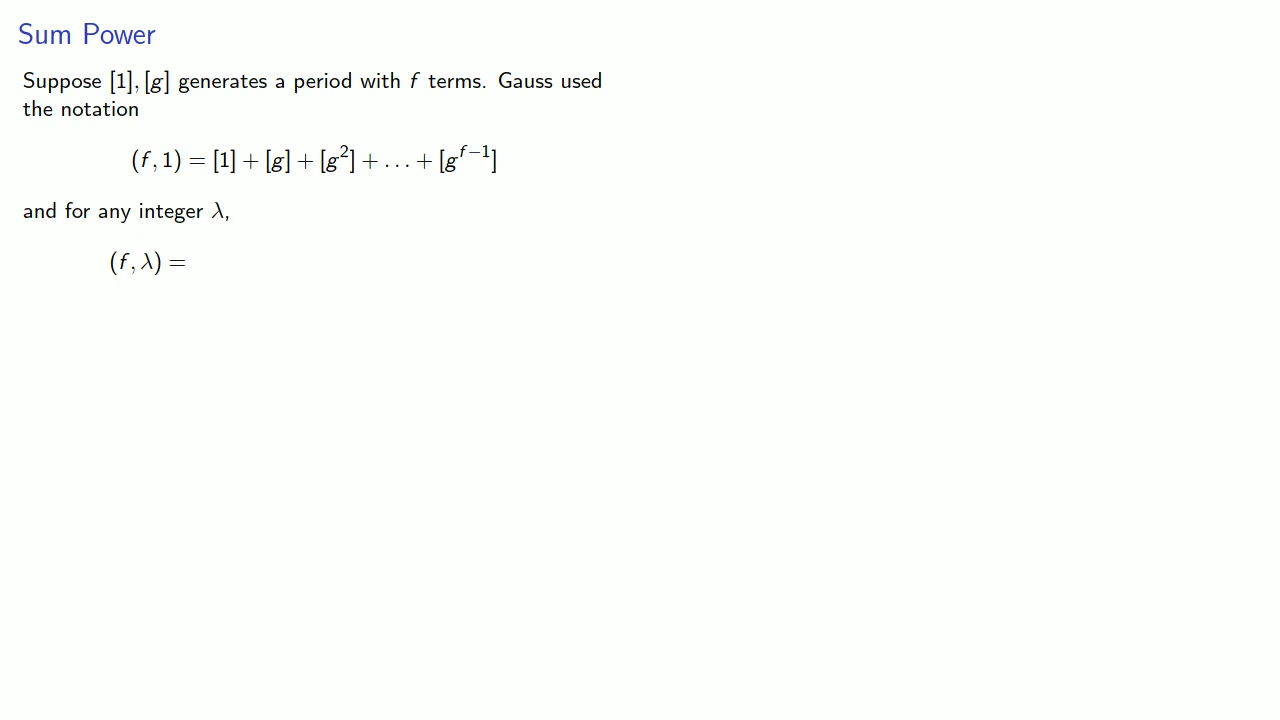 Sum Power
Suppose [1], [g] generates a period with f terms. Gauss used
the notation
(f, 1) = [1] + [g] + [g²] + . . . + [g^{f−1}]
and for any integer λ,
(f, λ) =